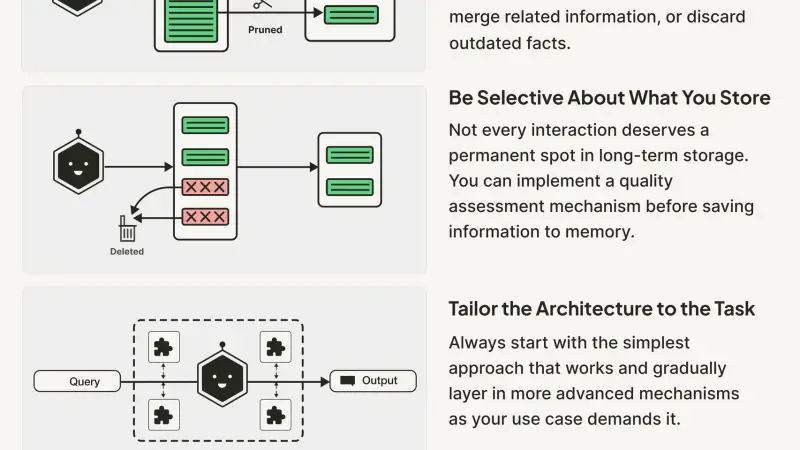 merge related information, or discard
outdated facts.
Pruned
Be Selective About What You Store
Not every interaction deserves a
permanent spot in long-term storage.
You can implement a quality
assessment mechanism before saving
information to memory.
Deleted
Tailor the Architecture to the Task
Always start with the simplest
approach that works and gradually
layer in more advanced mechanisms
as your use case demands it.
Query
Output